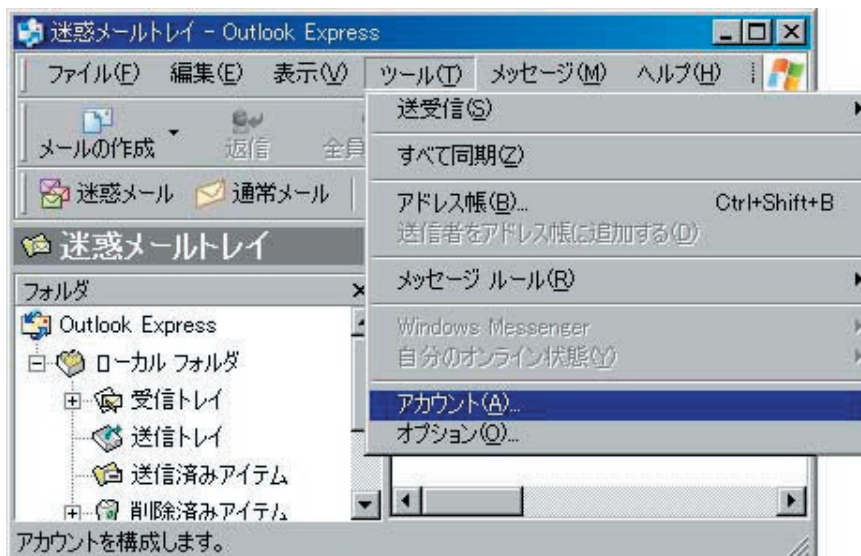 迷惑メールトレイ - Outlook Express
ファイル(F) 編集(E) 表示(V) ツール(T) メッセージ(M) ヘルプ(H)
メールの作成 返信 全員
迷惑メール 通常メール
迷惑メールトレイ
フォルダ
Outlook Express
ローカル フォルダ
受信トレイ
送信トレイ
送信済みアイテム
削除済みアイテム
送受信(S)
すべて同期(Z)
アドレス帳(B)... Ctrl+Shift+B
送信者をアドレス帳に追加する(D)
メッセージ ルール(R)
Windows Messenger
自分のオンライン状態(Y)
アカウント(A)...
オプション(O)...
アカウントを構成します。